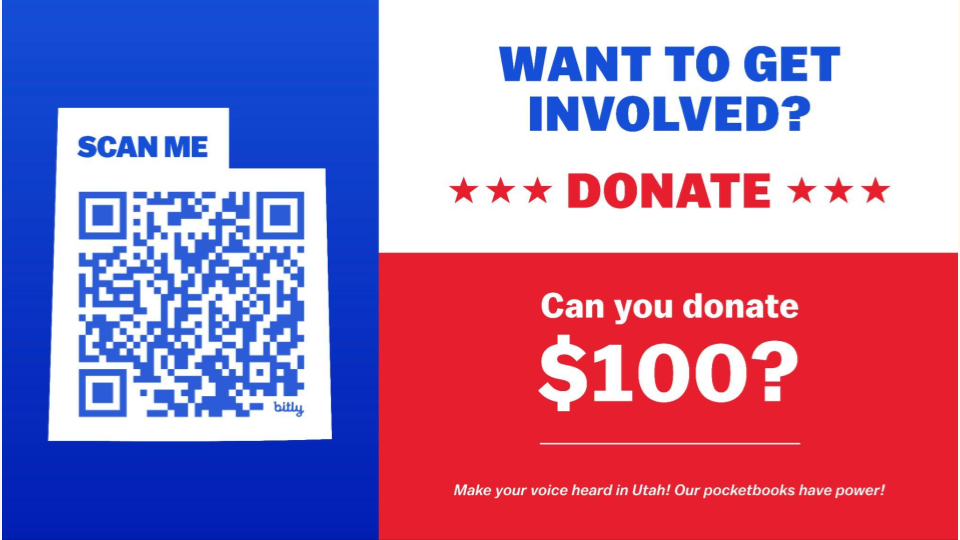 SCAN ME
bitly
WANT TO GET
INVOLVED?
★★★ DONATE ★★★
Can you donate
$100?
Make your voice heard in Utah! Our pocketbooks have power!